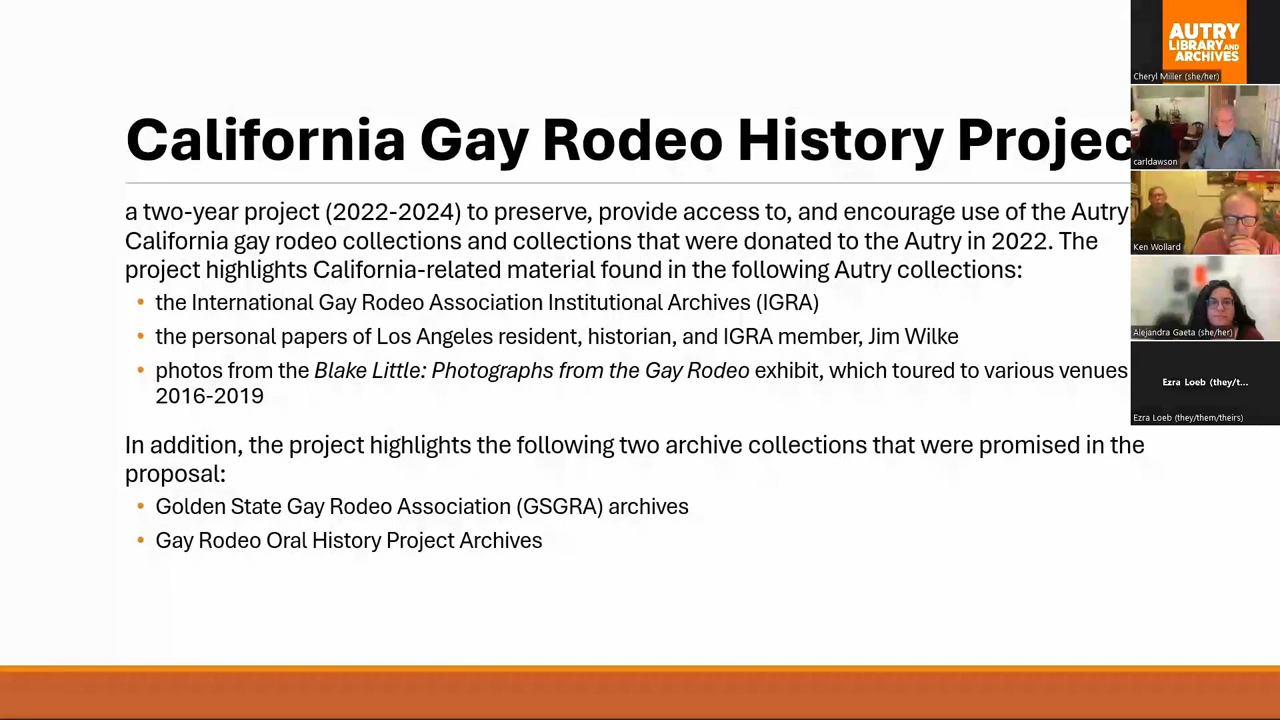 California Gay Rodeo History Projec
a two-year project (2022-2024) to preserve, provide access to, and encourage use of the Autry
California gay rodeo collections and collections that were donated to the Autry in 2022. The
project highlights California-related material found in the following Autry collections:
• the International Gay Rodeo Association Institutional Archives (IGRA)
• the personal papers of Los Angeles resident, historian, and IGRA member, Jim Wilke
• photos from the Blake Little: Photographs from the Gay Rodeo exhibit, which toured to various venues
2016-2019
In addition, the project highlights the following two archive collections that were promised in the
proposal:
• Golden State Gay Rodeo Association (GSGRA) archives
• Gay Rodeo Oral History Project Archives
AUTRY
LIBRARY AND
ARCHIVES
Cheryl Miller (she/her)
carldawson
Ken Wollard
Alejandra Gaeta (she/her)
Ezra Loeb (they/t...
Ezra Loeb (they/them/theirs)